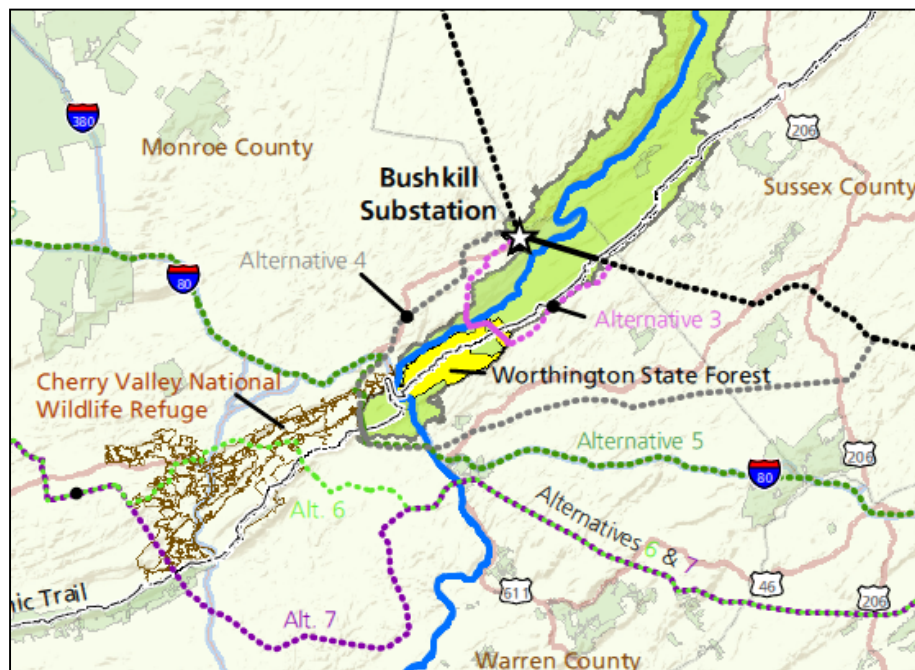 380
Monroe County
206
Bushkill
Substation
Sussex County
Alternative 4
80
Alternative 3
Cherry Valley National
Wildlife Refuge
Worthington State Forest
Alternative 5
206
80
Alt. 6
Alternatives 6 & 7
46
611
206
nic Trail
Alt. 7
Warren County